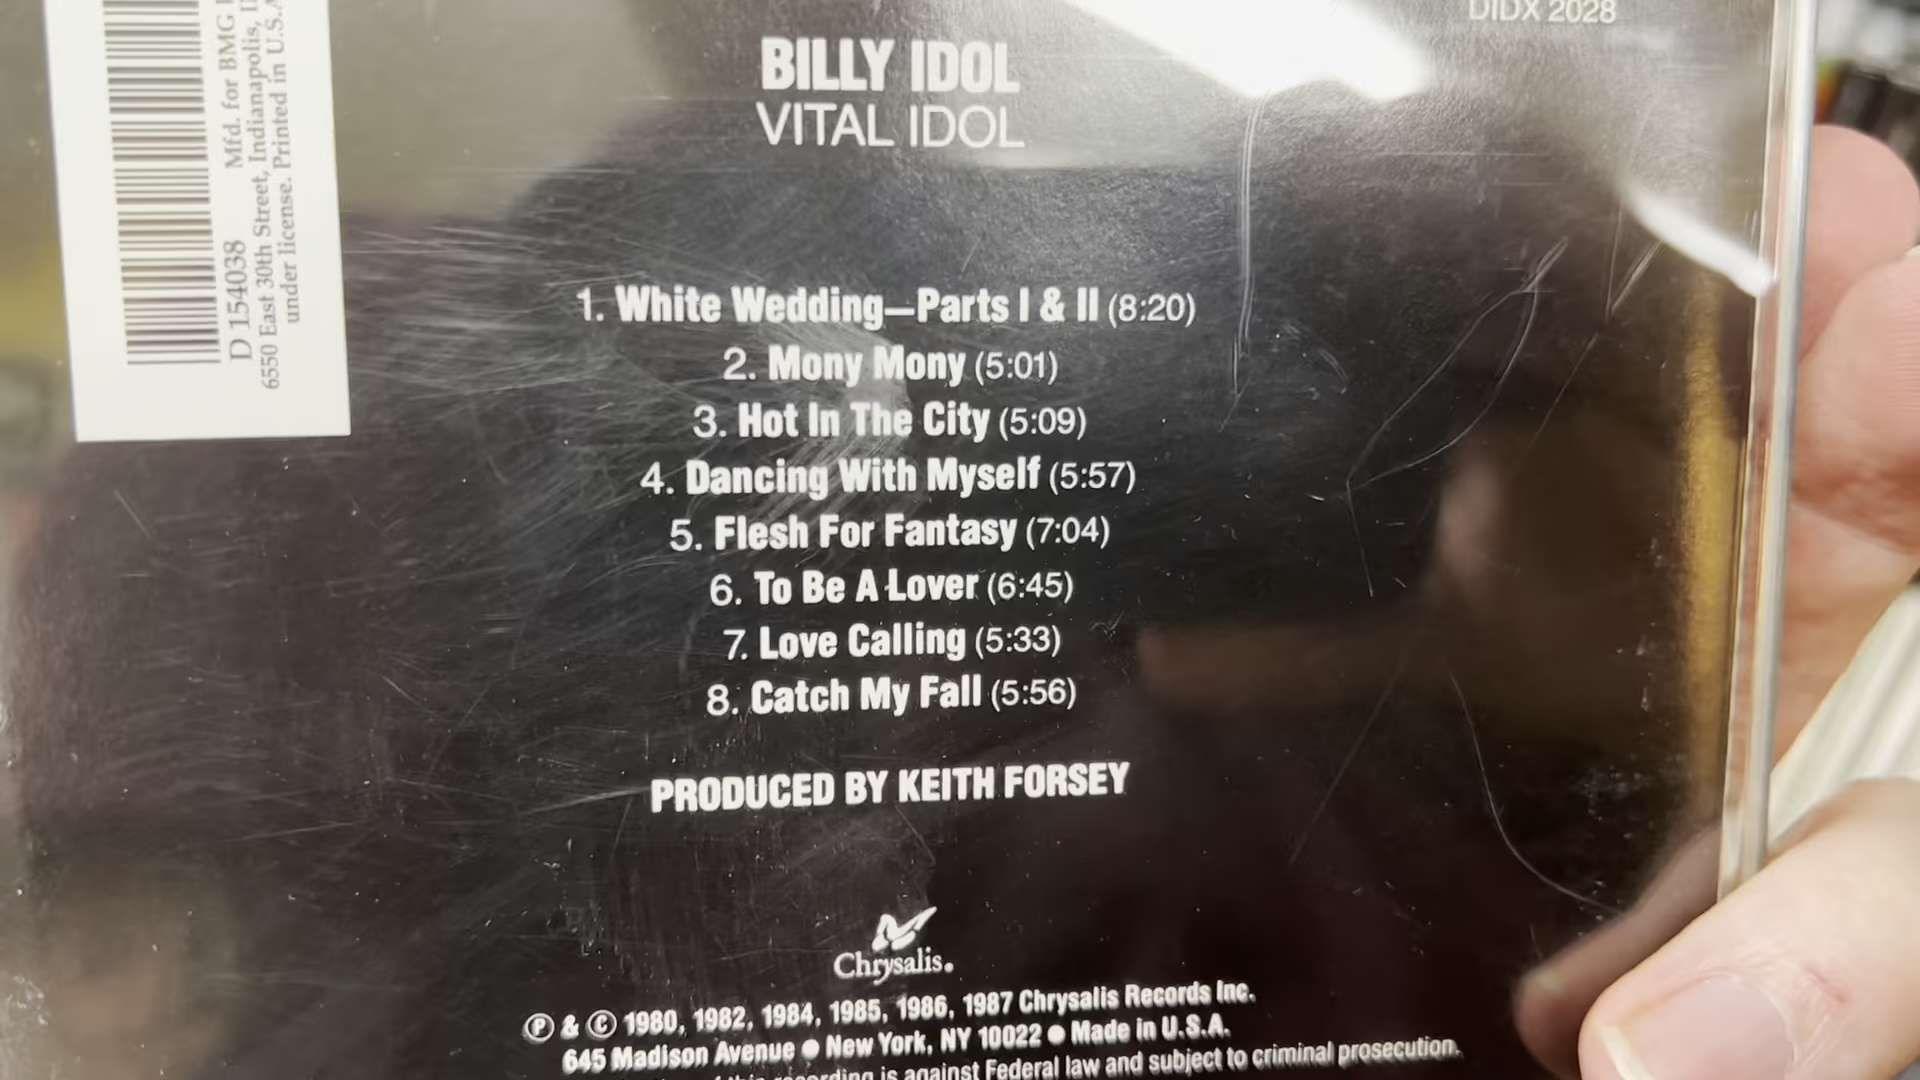 DIDX 2028
BILLY IDOL
VITAL IDOL
D 154038 Mfd. for BMG
6550 East 30th Street, Indianapolis,
under license. Printed in U.S.A
1. White Wedding—Parts I & II (8:20)
2. Mony Mony (5:01)
3. Hot In The City (5:09)
4. Dancing With Myself (5:57)
5. Flesh For Fantasy (7:04)
6. To Be A Lover (6:45)
7. Love Calling (5:33)
8. Catch My Fall (5:56)
PRODUCED BY KEITH FORSEY
Chrysalis.
℗ & © 1980, 1982, 1984, 1985, 1986, 1987 Chrysalis Records Inc.
645 Madison Avenue ● New York, NY 10022 ● Made in U.S.A.
recording is against Federal law and subject to criminal prosecution.